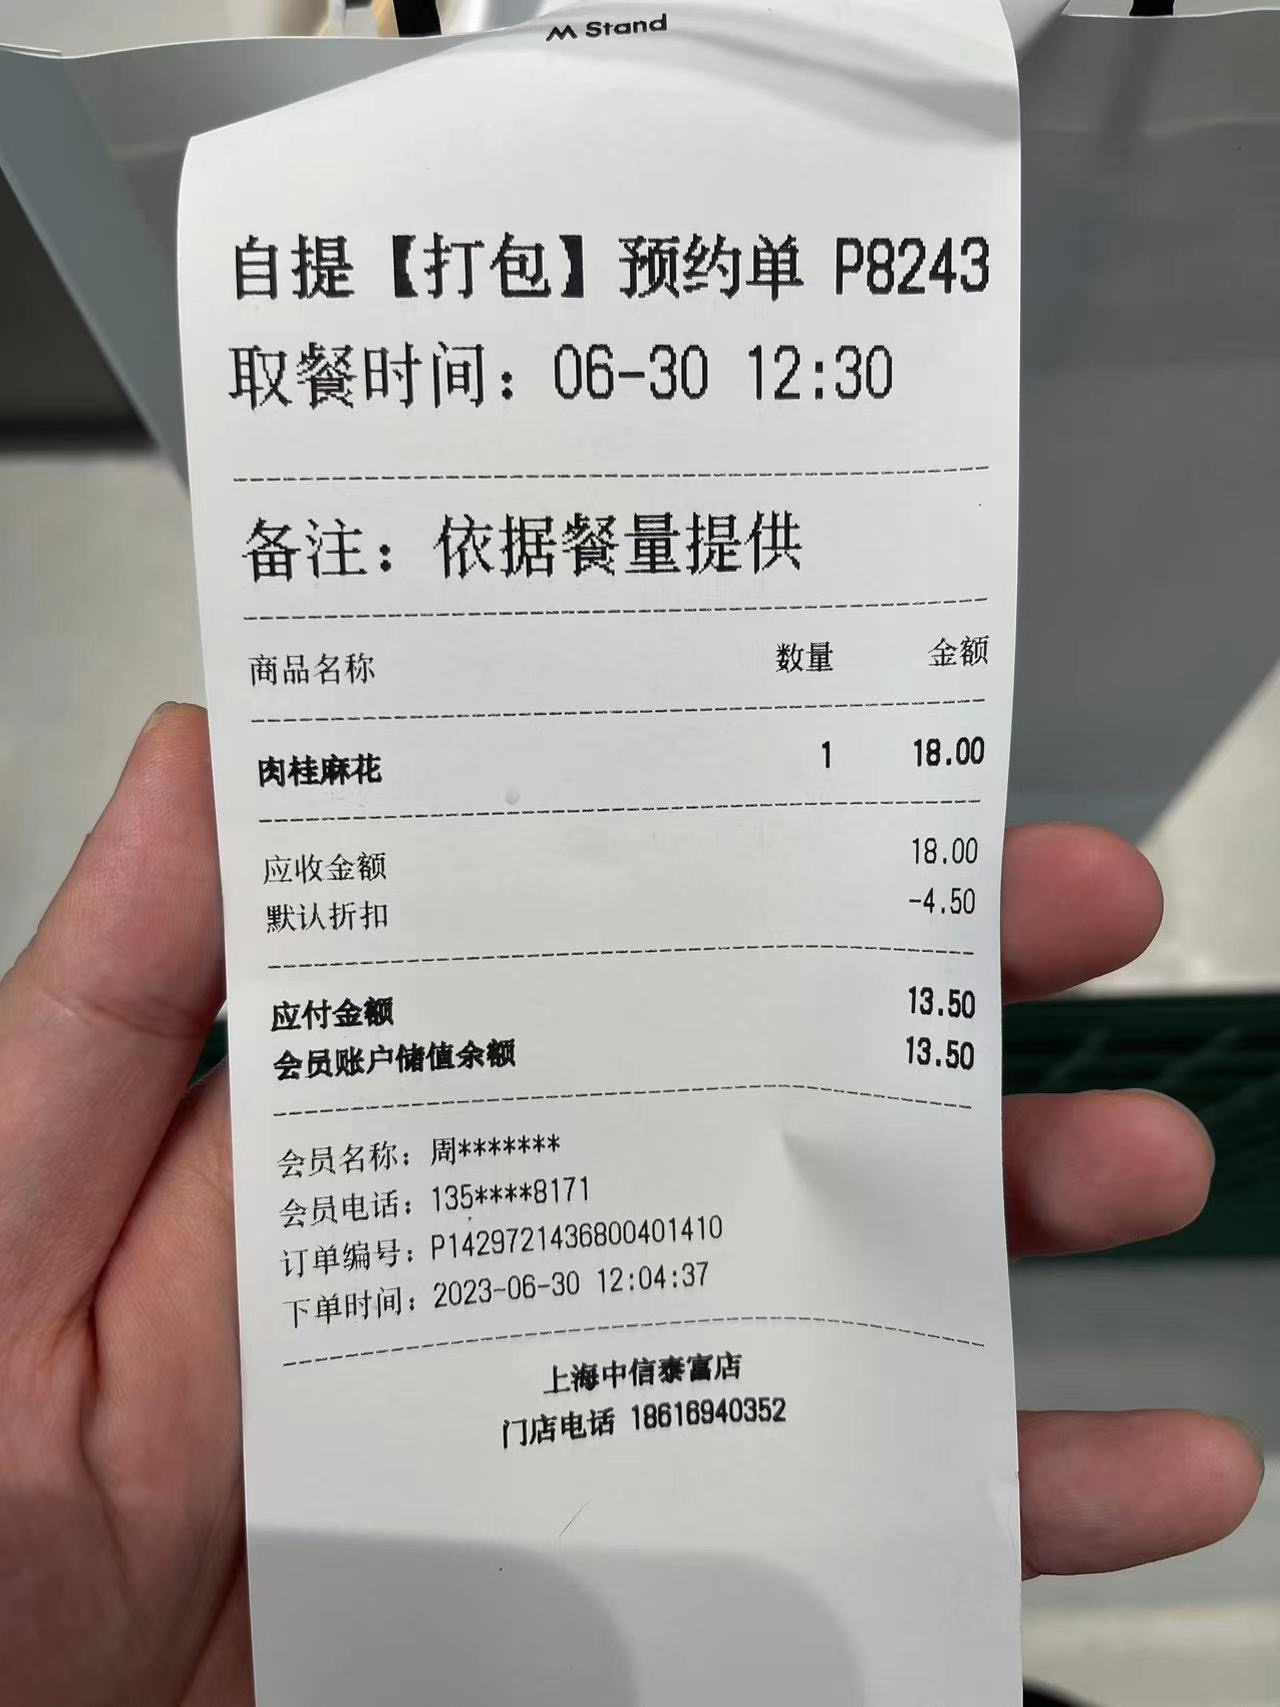 M Stand
自提【打包】预约单 P8243
取餐时间：06-30 12:30
备注：依据餐量提供
商品名称 数量 金额
肉桂麻花 1 18.00
应收金额 18.00
默认折扣 -4.50
应付金额 13.50
会员账户储值余额 13.50
会员名称：周*******
会员电话：135****8171
订单编号：P1429721436800401410
下单时间：2023-06-30 12:04:37
上海中信泰富店
门店电话 18616940352